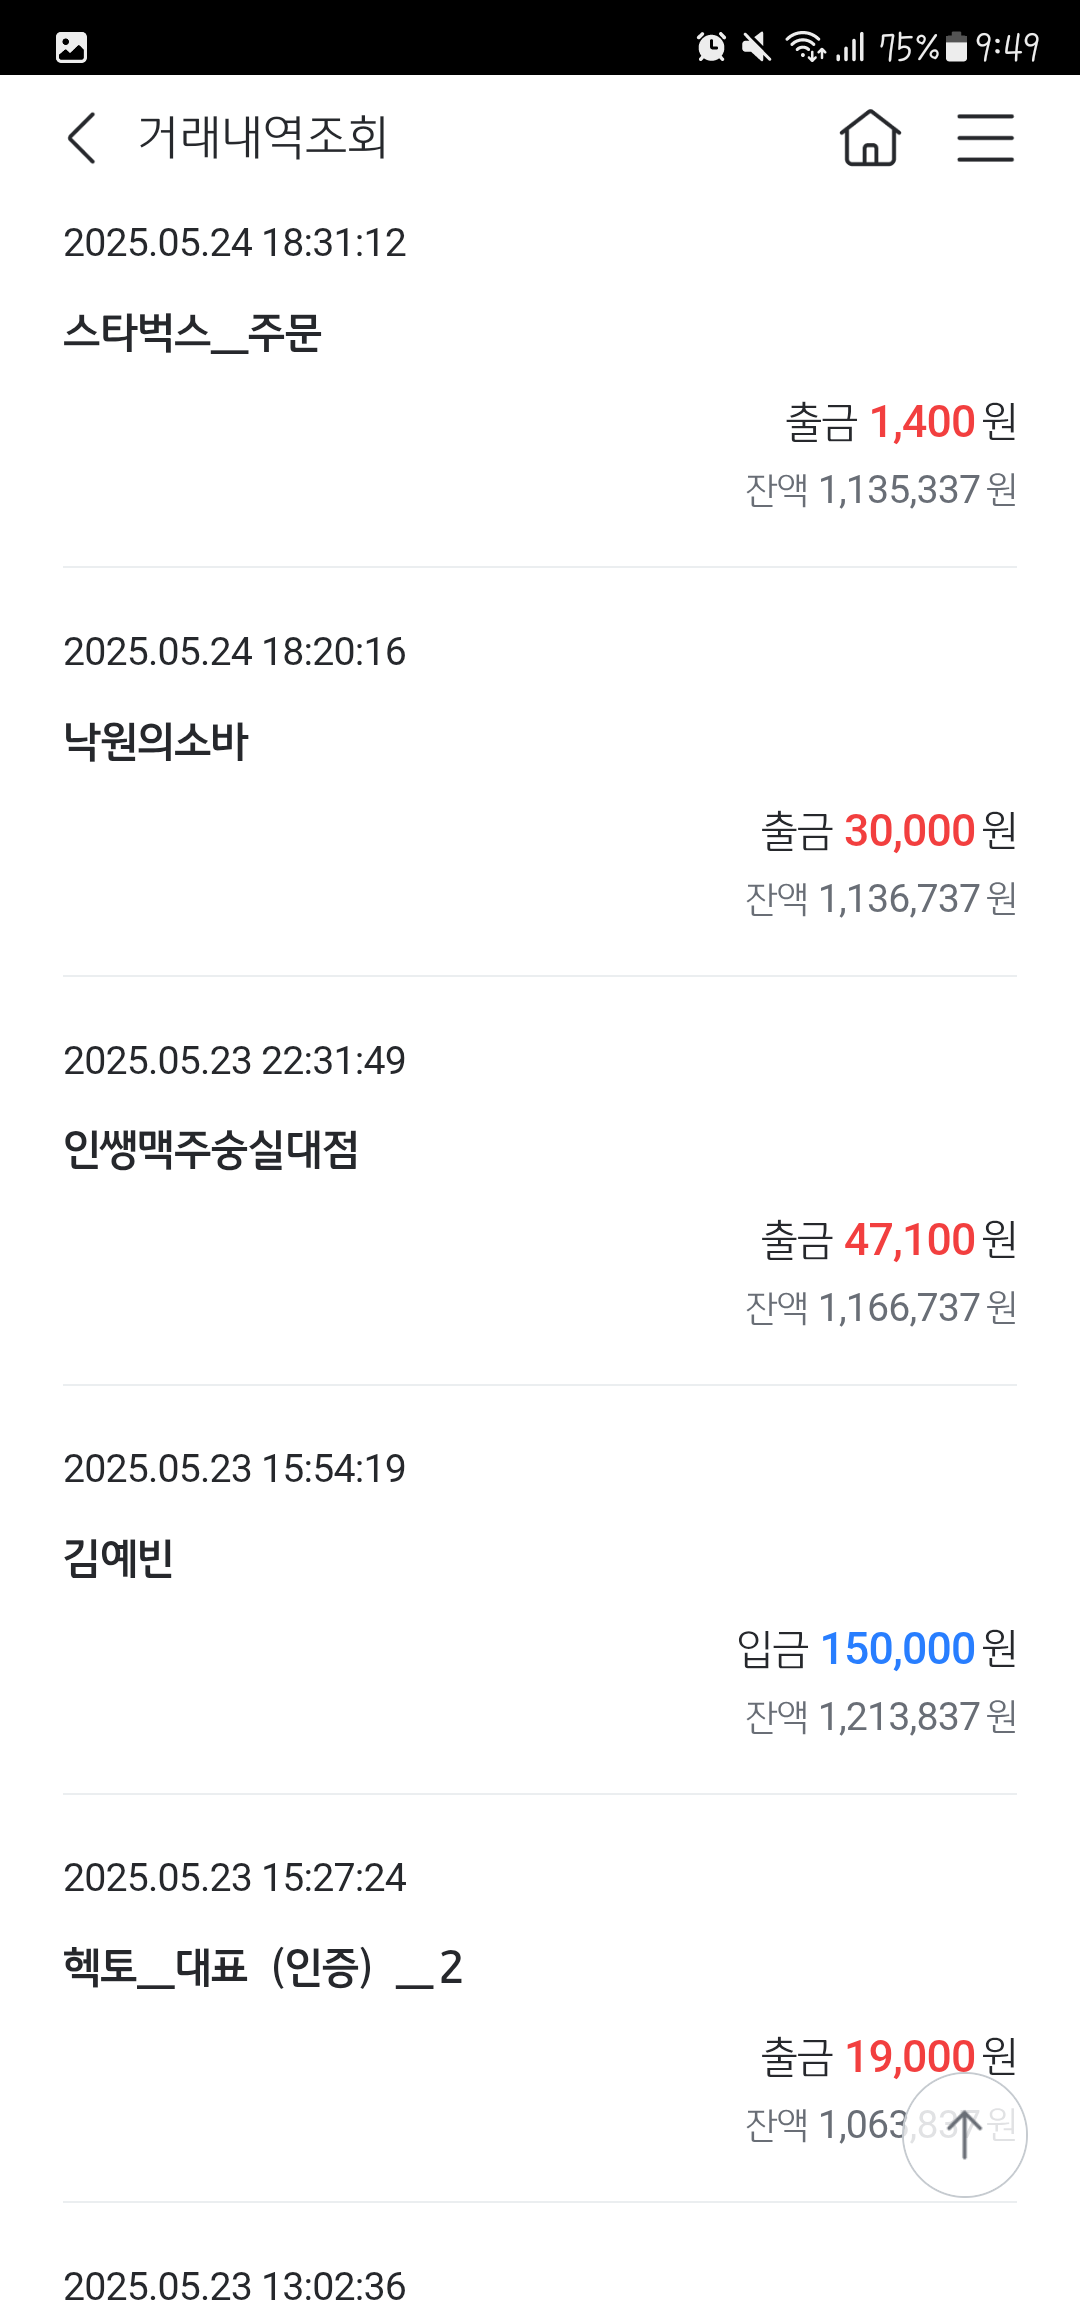 75% 9:49
거래내역조회
2025.05.24 18:31:12
스타벅스__주문
출금 1,400 원
잔액 1,135,337 원
2025.05.24 18:20:16
낙원의소바
출금 30,000 원
잔액 1,136,737 원
2025.05.23 22:31:49
인쌩맥주숭실대점
출금 47,100 원
잔액 1,166,737 원
2025.05.23 15:54:19
김예빈
입금 150,000 원
잔액 1,213,837 원
2025.05.23 15:27:24
헥토__대표 (인증) __2
출금 19,000 원
잔액 1,063,837 원
2025.05.23 13:02:36